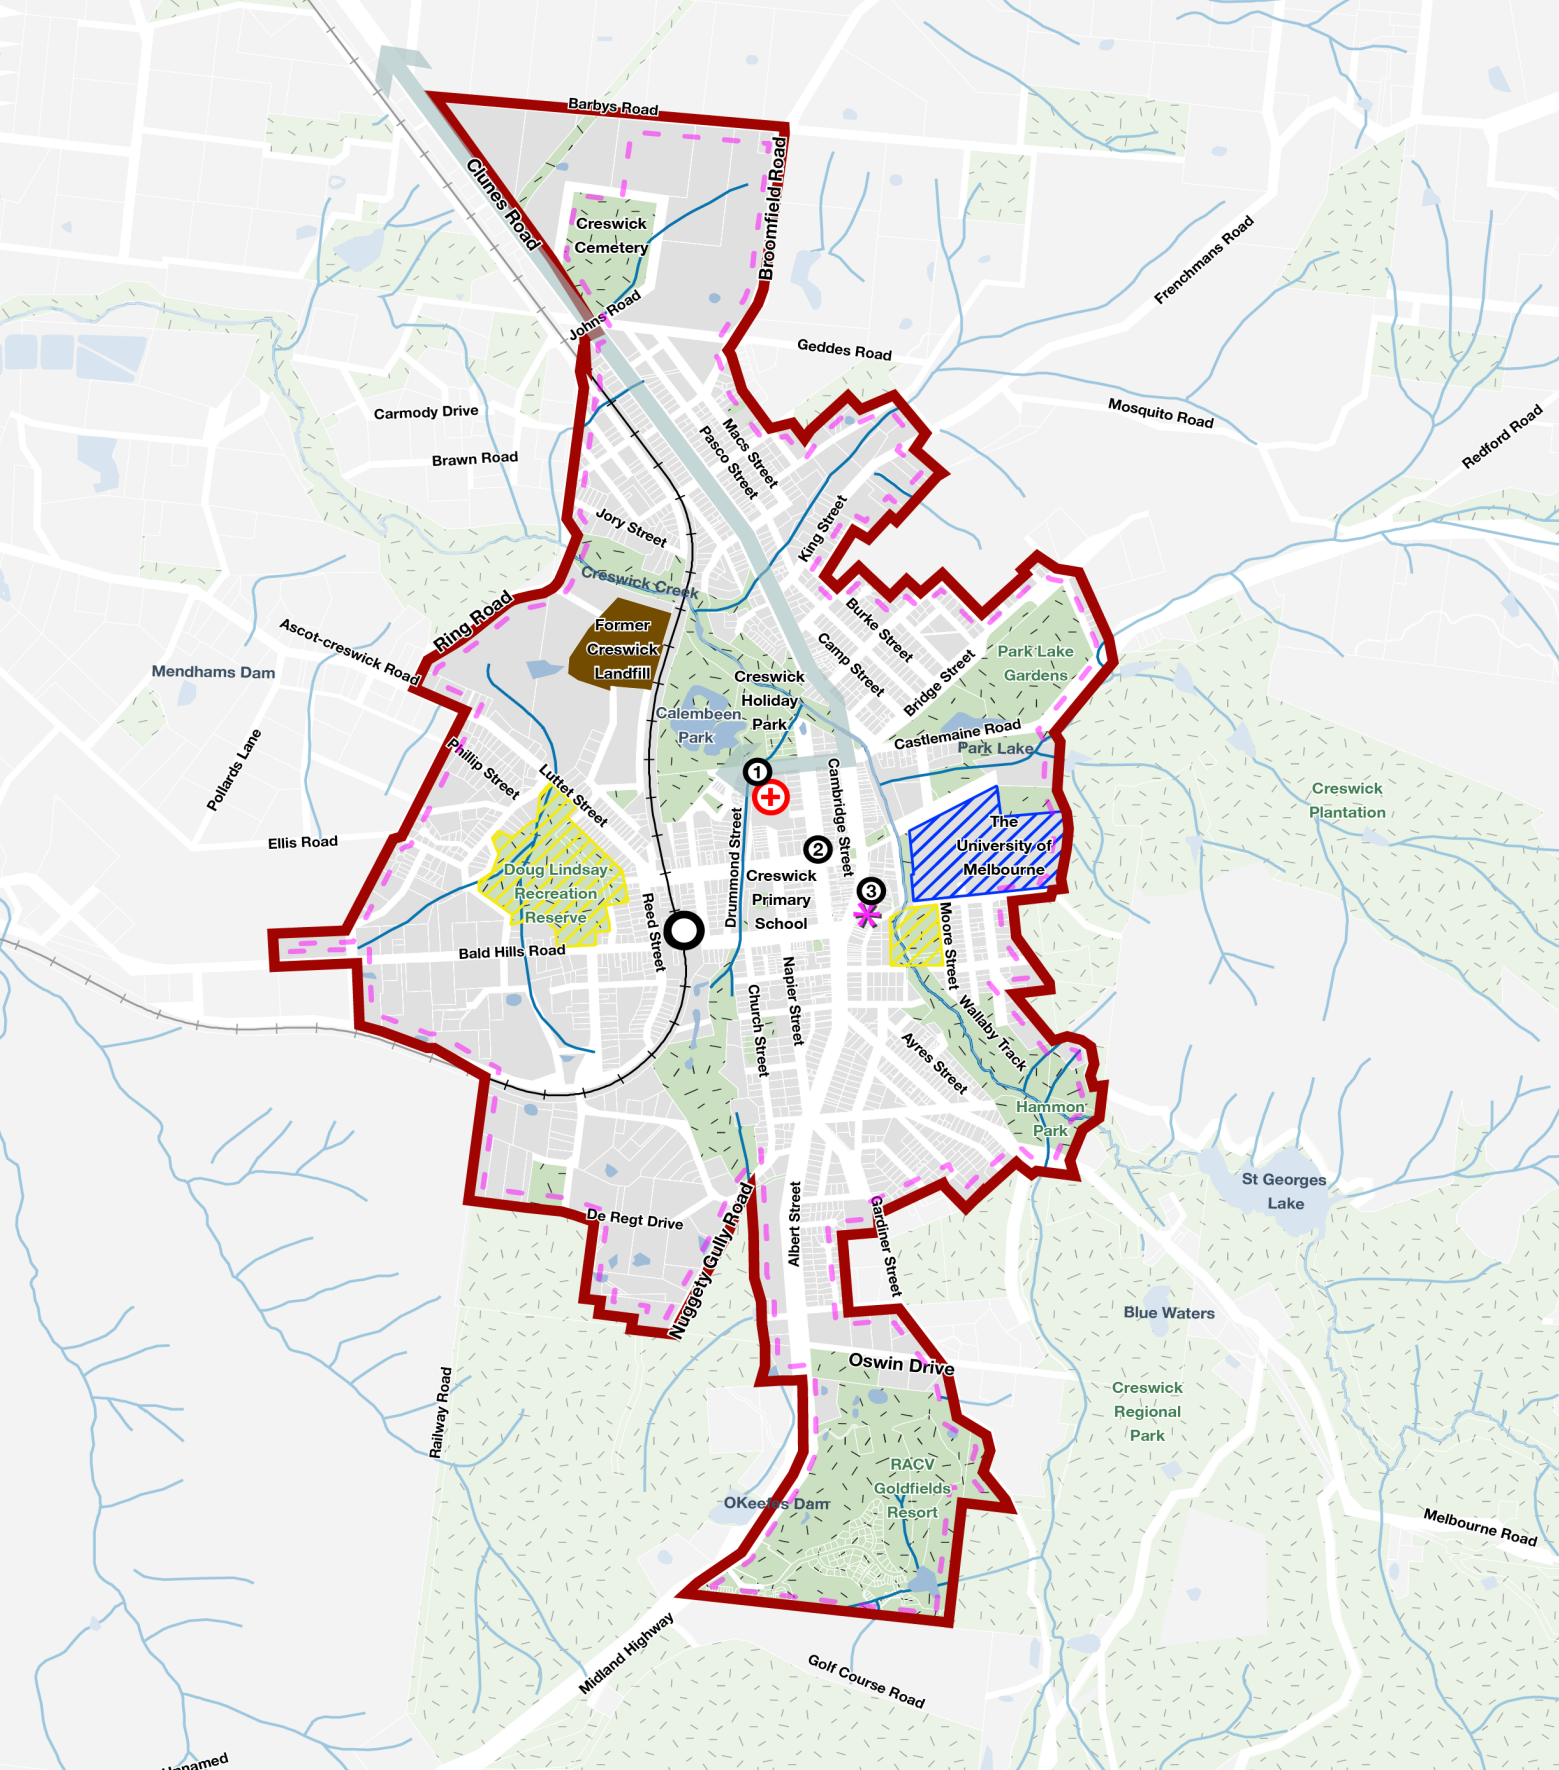 Barbys Road
Clunes Road
Broomfield Road
Creswick
Cemetery
Frenchmans Road
Johns Road
Geddes Road
Carmody Drive
Mosquito Road
Redford Road
Macs Street
Pasco Street
Brawn Road
Jory Street
King Street
Creswick Creek
Ring Road
Former
Creswick
Landfill
Burke Street
Camp Street
Ascot-creswick Road
Mendhams Dam
Park Lake
Gardens
Bridge Street
Creswick
Holiday
Park
Calembeen
Park
Castlemaine Road
Park Lake
Pollards Lane
Phillip Street
Luttet Street
1
Cambridge Street
Creswick
Plantation
The
University of
Melbourne
Ellis Road
Drummond Street
2
Doug Lindsay
Recreation
Reserve
Creswick
Primary
School
3
Reed Street
Moore Street
Bald Hills Road
Napier Street
Church Street
Wallaby Track
Ayres Street
Hammon
Park
St Georges
Lake
De Regt Drive
Nuggety Gully Road
Albert Street
Gardiner Street
Blue Waters
Oswin Drive
Railway Road
Creswick
Regional
Park
RACV
Goldfields
Resort
OKeefes Dam
Melbourne Road
Midland Highway
Golf Course Road